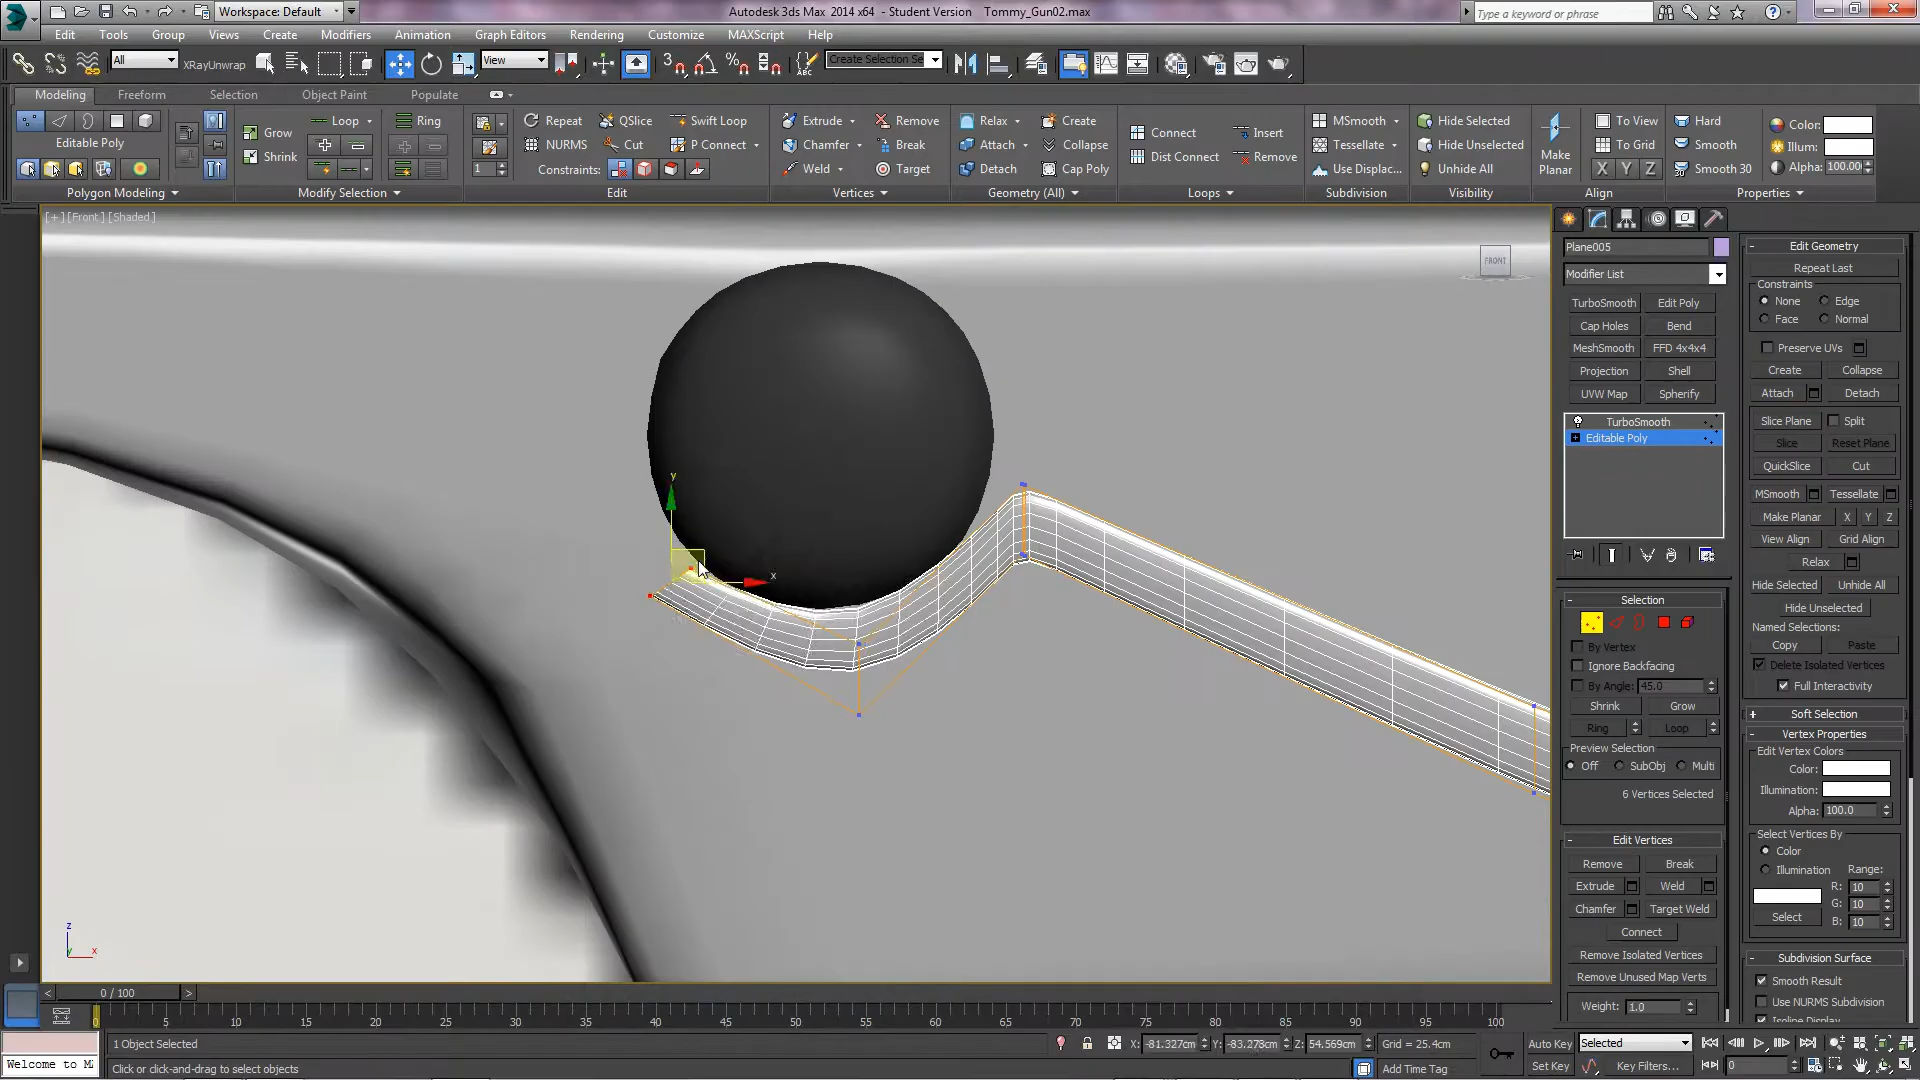 Workspace: Default
Autodesk 3ds Max 2014 x64 - Student Version Tommy_Gun02.max
Type a keyword or phrase
Edit Tools Group Views Create Modifiers Animation Graph Editors Rendering Customize MAXScript Help
All XRayUnwrap View Create Selection Se
Modeling Freeform Selection Object Paint Populate
Loop Ring Repeat QSlice Swift Loop Extrude Remove Relax Create MSmooth Hide Selected To View Hard Color:
Editable Poly Grow Shrink NURMS Cut P Connect Chamfer Break Attach Collapse Connect Insert Tessellate Hide Unselected Make Planar To Grid Smooth Illum:
1 Constraints: Weld Target Detach Cap Poly Dist Connect Remove Use Displac... Unhide All X Y Z Smooth 30 Alpha: 100.00
Polygon Modeling Modify Selection Edit Vertices Geometry (All) Loops Subdivision Visibility Align Properties
[+] [Front] [Shaded]
FRONT
Plane005
Modifier List
TurboSmooth Edit Poly
Cap Holes Bend
MeshSmooth FFD 4x4x4
Projection Shell
UVW Map Spherify
TurboSmooth
Editable Poly
Selection
By Vertex
Ignore Backfacing
By Angle: 45.0
Shrink Grow
Ring Loop
Preview Selection
Off SubObj Multi
6 Vertices Selected
Edit Vertices
Remove Break
Extrude Weld
Chamfer Target Weld
Connect
Remove Isolated Vertices
Remove Unused Map Verts
Weight: 1.0
Edit Geometry
Repeat Last
Constraints
None Edge
Face Normal
Preserve UVs
Create Collapse
Attach Detach
Slice Plane Split
Slice Reset Plane
QuickSlice Cut
MSmooth Tessellate
Make Planar X Y Z
View Align Grid Align
Relax
Hide Selected Unhide All
Hide Unselected
Named Selections:
Copy Paste
Delete Isolated Vertices
Full Interactivity
Soft Selection
Vertex Properties
Edit Vertex Colors
Color:
Illumination:
Alpha: 100.0
Select Vertices By
Color
Illumination Range:
R: 10
G: 10
Select B: 10
Subdivision Surface
Smooth Result
Use NURMS Subdivision
Isoline Display
y
x
z
y x
0 / 100
0 5 10 15 20 25 30 35 40 45 50 55 60 65 70 75 80 85 90 95 100
1 Object Selected X: -81.327cm Y: -83.278cm Z: 54.569cm Grid = 25.4cm Auto Key Selected
Welcome to M Click or click-and-drag to select objects Add Time Tag Set Key Key Filters... 0